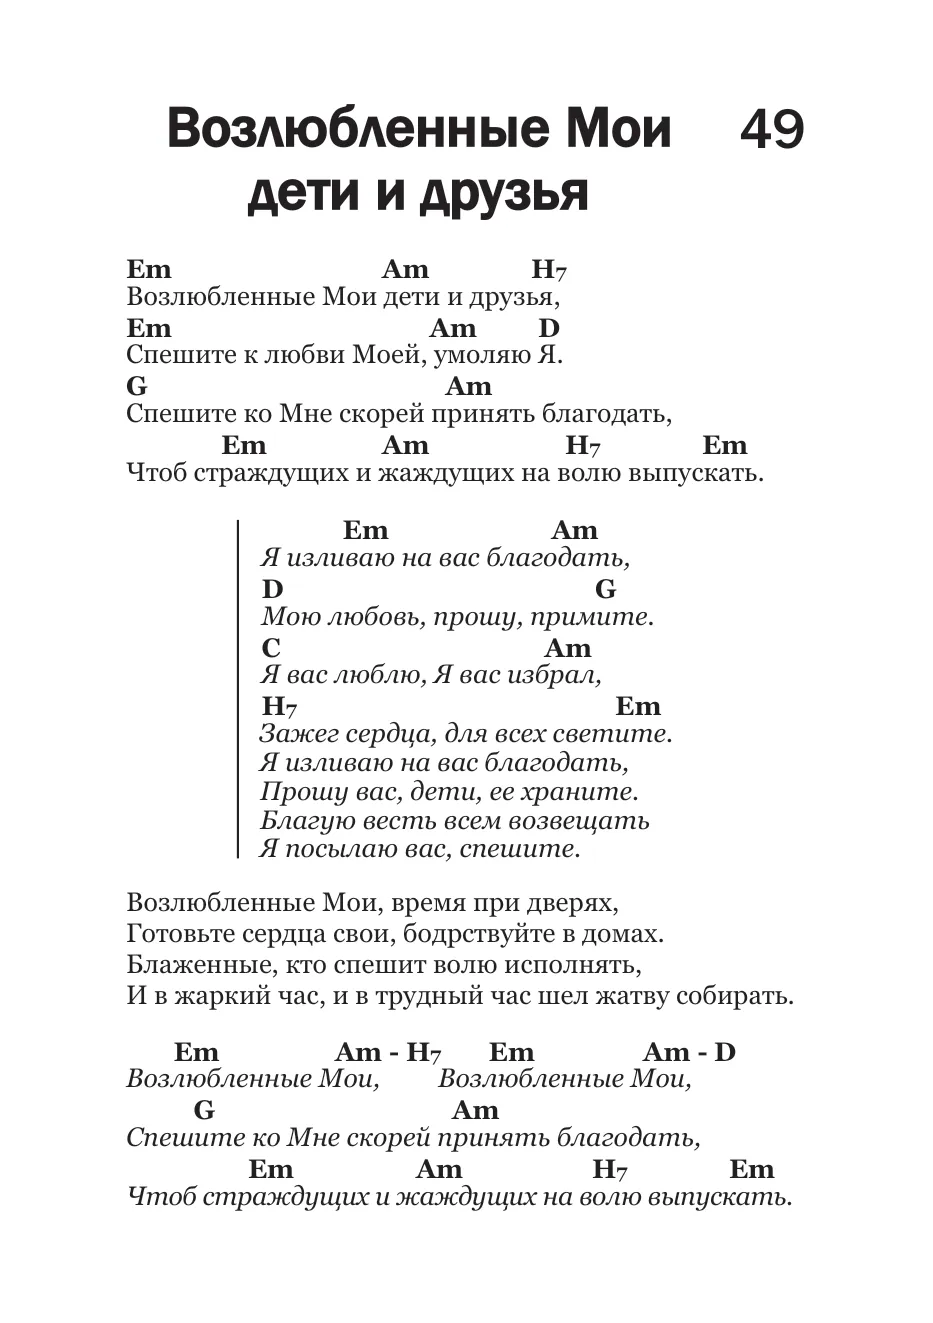 Возлюбленные Мои 49
дети и друзья
Em Am H7
Возлюбленные Мои дети и друзья,
Em Am D
Спешите к любви Моей, умоляю Я.
G Am
Спешите ко Мне скорей принять благодать,
Em Am H7 Em
Чтоб страждущих и жаждущих на волю выпускать.
Em Am
Я изливаю на вас благодать,
D G
Мою любовь, прошу, примите.
C Am
Я вас люблю, Я вас избрал,
H7 Em
Зажег сердца, для всех светите.
Я изливаю на вас благодать,
Прошу вас, дети, ее храните.
Благую весть всем возвещать
Я посылаю вас, спешите.
Возлюбленные Мои, время при дверях,
Готовьте сердца свои, бодрствуйте в домах.
Блаженные, кто спешит волю исполнять,
И в жаркий час, и в трудный час шел жатву собирать.
Em Am - H7 Em Am - D
Возлюбленные Мои, Возлюбленные Мои,
G Am
Спешите ко Мне скорей принять благодать,
Em Am H7 Em
Чтоб страждущих и жаждущих на волю выпускать.